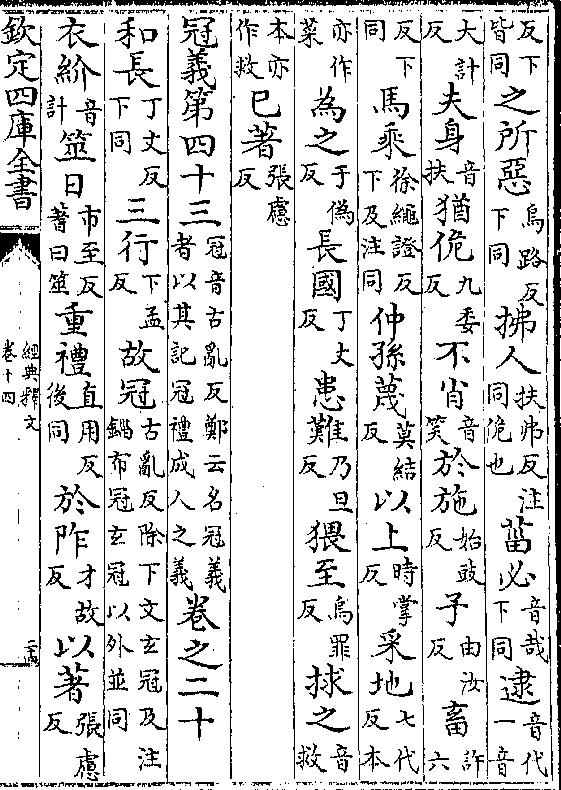 反下皆同之所惡烏路反下同拂人扶弗反注同佹也菑必音哉下同逮音代一音
大計反夫身音扶猶佹九委反不肖音笑於施始豉反予由汝反畜許六
反下同馬乘徐繩證反下及注同仲孫蔑莫結反以上時掌反采地七代反本
亦作菜為之于偽反長國丁丈反患難乃旦反猥至烏罪反捄之音救
本亦作救已著張慮反
冠義第四十三冠音古亂反鄭云名冠義者以其記冠禮成人之義卷之二十
和長丁丈反下同三行下孟反故冠古亂反除下文玄冠及注緇布冠玄冠以外並同
衣紒音計筮日市至反蓍曰筮重禮直用反後同於阼才故反以著張慮反
欽定四庫全書
經典釋文
卷十四